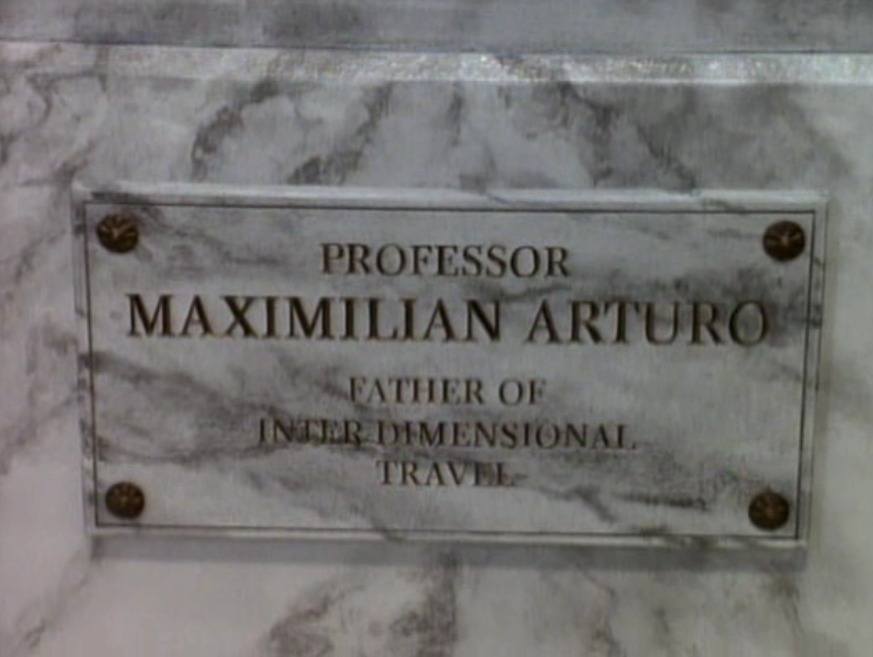 PROFESSOR
MAXIMILIAN ARTURO
FATHER OF
INTER-DIMENSIONAL
TRAVEL